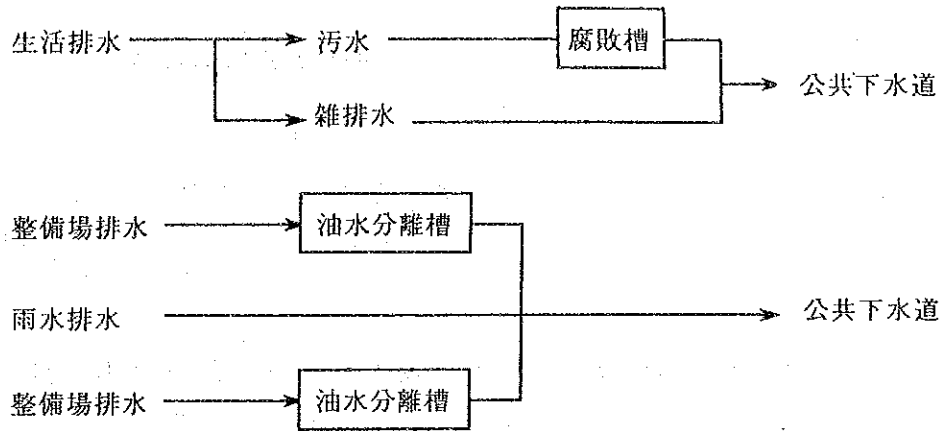 生活排水
汚水
腐敗槽
公共下水道
雑排水
整備場排水
油水分離槽
雨水排水
公共下水道
整備場排水
油水分離槽